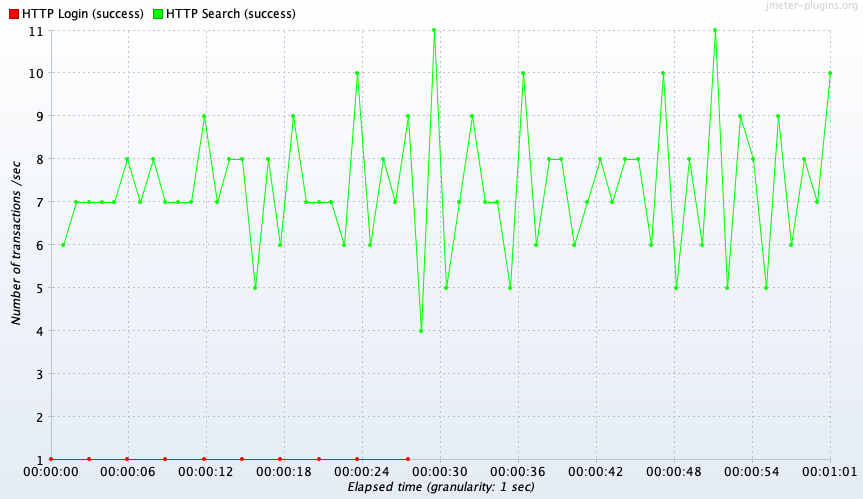 jmeter-plugins.org
HTTP Login (success) HTTP Search (success)
11
10
9
8
7
6
5
4
3
2
1
Number of transactions /sec
00:00:00 00:00:06 00:00:12 00:00:18 00:00:24 00:00:30 00:00:36 00:00:42 00:00:48 00:00:54 00:01:01
Elapsed time (granularity: 1 sec)